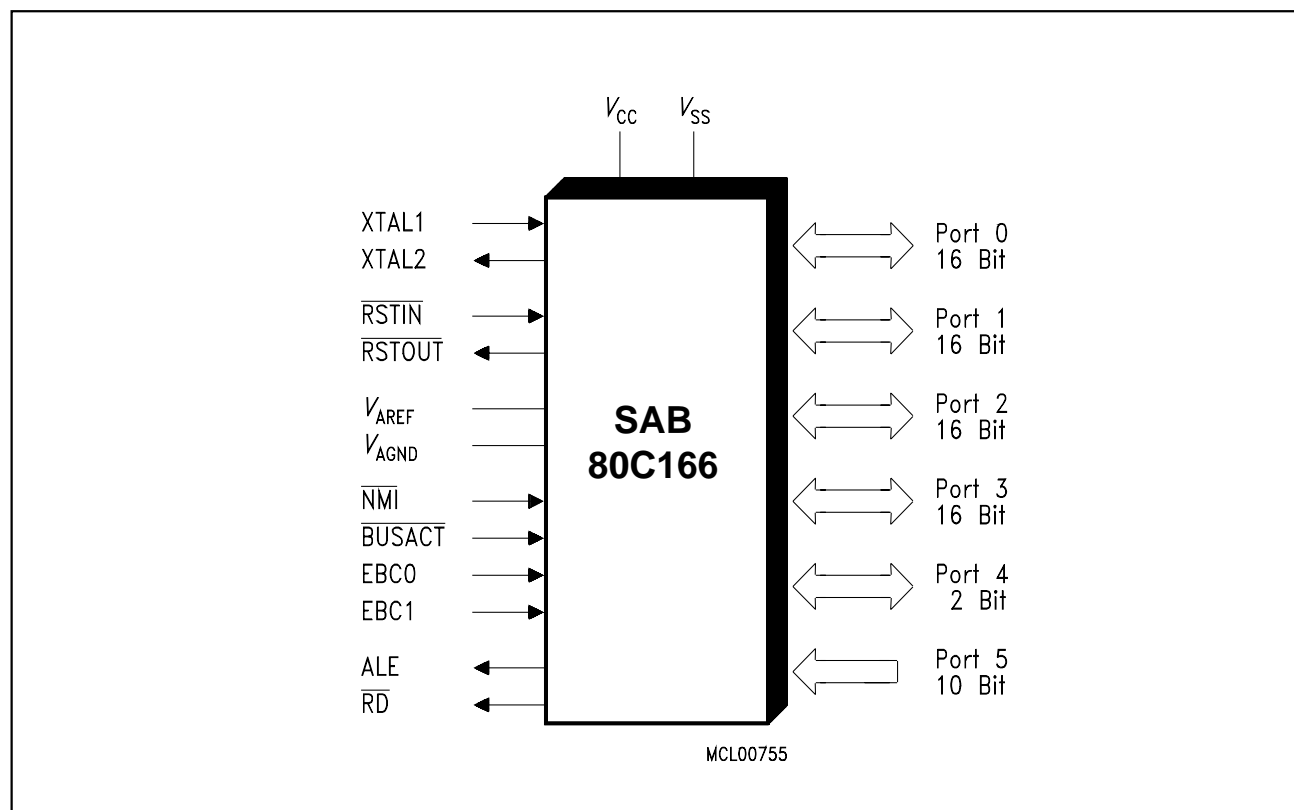 VCC VSS
XTAL1
XTAL2
RSTIN
RSTOUT
VAREF
VAGND
NMI
BUSACT
EBC0
EBC1
ALE
RD
SAB
80C166
Port 0
16 Bit
Port 1
16 Bit
Port 2
16 Bit
Port 3
16 Bit
Port 4
2 Bit
Port 5
10 Bit
MCL00755